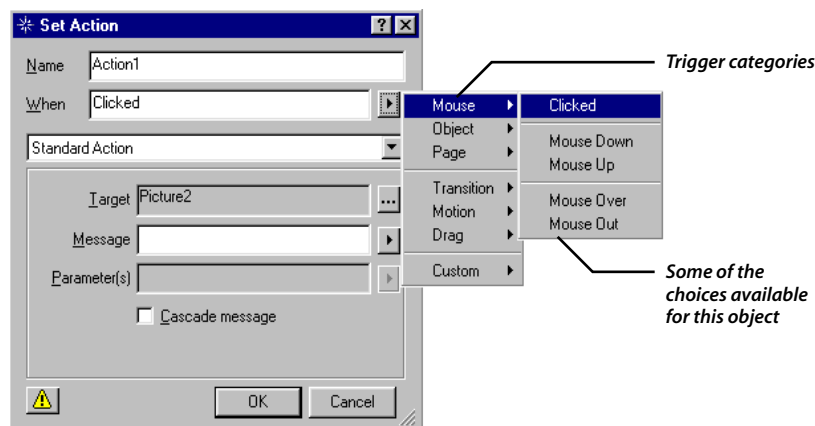 Set Action
Name Action1
When Clicked
Standard Action
Target Picture2 ...
Message
Parameter(s)
Cascade message
OK Cancel
Mouse
Object
Page
Transition
Motion
Drag
Custom
Clicked
Mouse Down
Mouse Up
Mouse Over
Mouse Out
Trigger categories
Some of the
choices available
for this object